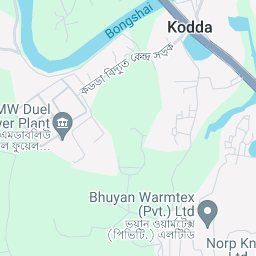 Kodda
Bongshai
কড্ডা বিদ্যুত কেন্দ্র সড়ক
MW Duel
wer Plant
এমডাবলিউ
ল ফুয়েল...
Bhuyan Warmtex
(Pvt.) Ltd
ভূয়ান ওয়ার্মটেক্স
(পিভিটি.) এলটিডি
Norp Kn
Ltd